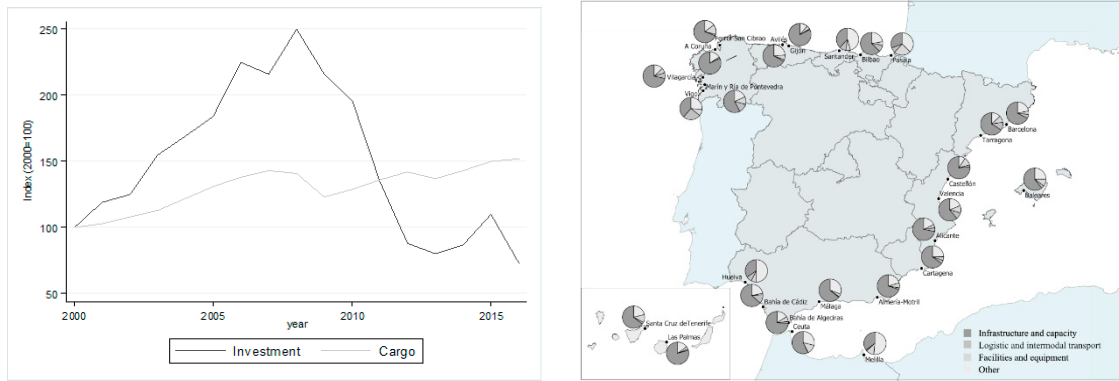 250
200
150
100
50
Index (2000=100)
2000
2005
2010
2015
year
Investment
Cargo
Ferrol San Cibrao
A Coruña
Avilés
Gijón
Santander
Bilbao
Pasaia
Vilagarcía
Marín y Ría de Pontevedra
Vigo
Barcelona
Tarragona
Castellón
Baleares
Valencia
Alicante
Cartagena
Huelva
Bahía de Cádiz
Málaga
Almería-Motril
Bahía de Algeciras
Ceuta
Melilla
Santa Cruz deTenerife
Las Palmas
Infrastructure and capacity
Logistic and intermodal transport
Facilities and equipment
Other